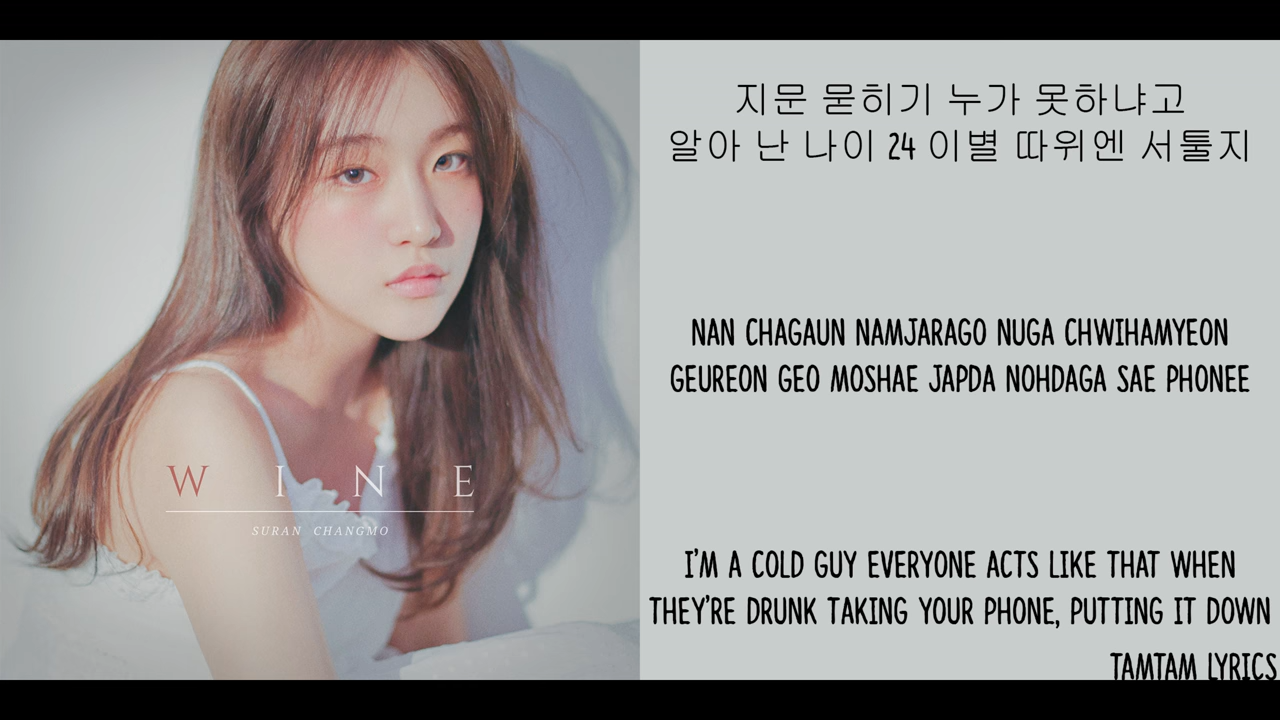 W I N E
SURAN CHANGMO
지문 묻히기 누가 못하냐고
알아 난 나이 24 이별 따위엔 서툴지
NAN CHAGAUN NAMJARAGO NUGA CHWIHAMYEON
GEUREON GEO MOSHAE JAPDA NOHDAGA SAE PHONEE
I'M A COLD GUY EVERYONE ACTS LIKE THAT WHEN
THEY'RE DRUNK TAKING YOUR PHONE, PUTTING IT DOWN
TAMTAM LYRICS